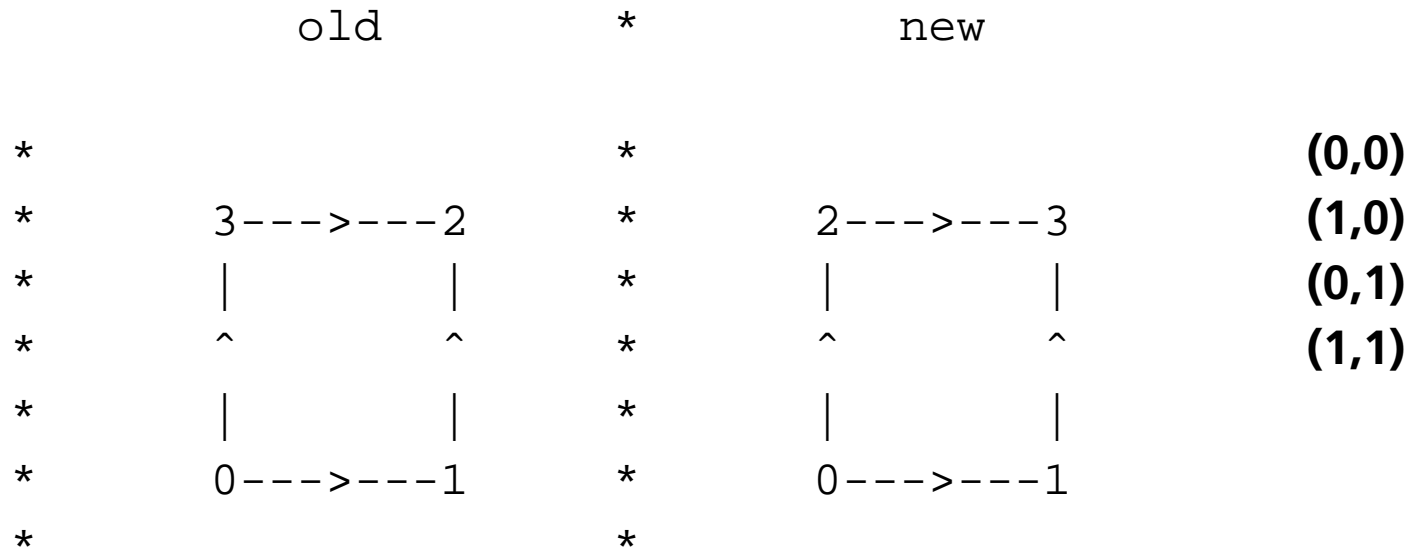 old * new
* * (0,0)
* 3--->---2 * 2--->---3 (1,0)
* | | * | | (0,1)
* ^ ^ * ^ ^ (1,1)
* | | * | |
* 0--->---1 * 0--->---1
* *